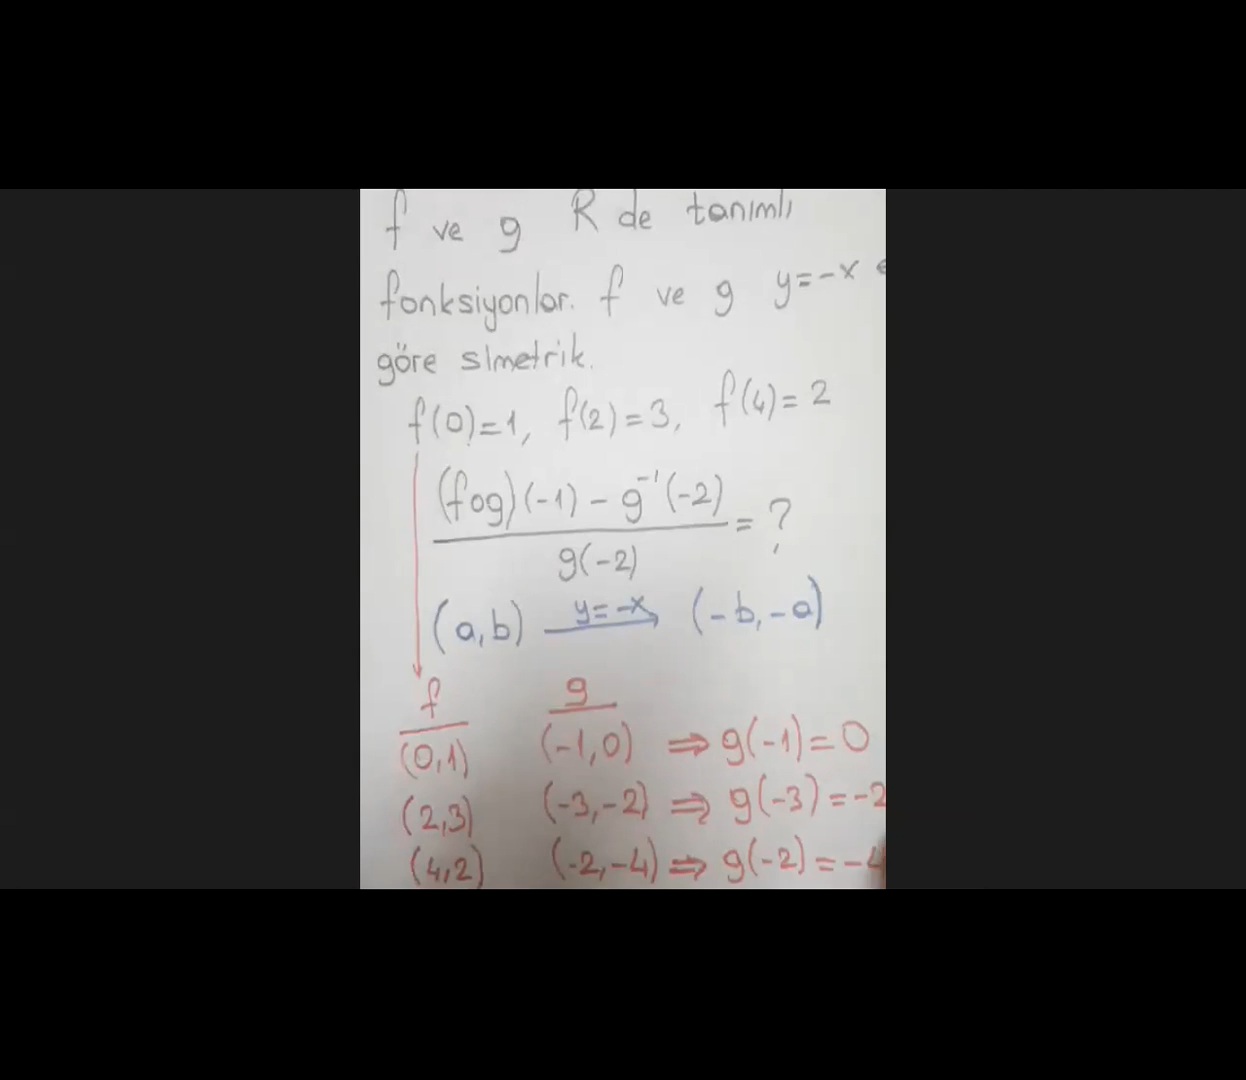 f ve g R de tanımlı
fonksiyonlar. f ve g y=-x
göre simetrik.
f(0)=1, f(2)=3, f(4)=2
(fog)(-1) - g⁻¹(-2)
= ?
g(-2)
(a,b) y=-x→ (-b,-a)
f g
(0,1) (-1,0) ⇒ g(-1)=0
(2,3) (-3,-2) ⇒ g(-3)=-2
(4,2) (-2,-4) ⇒ g(-2)=-4